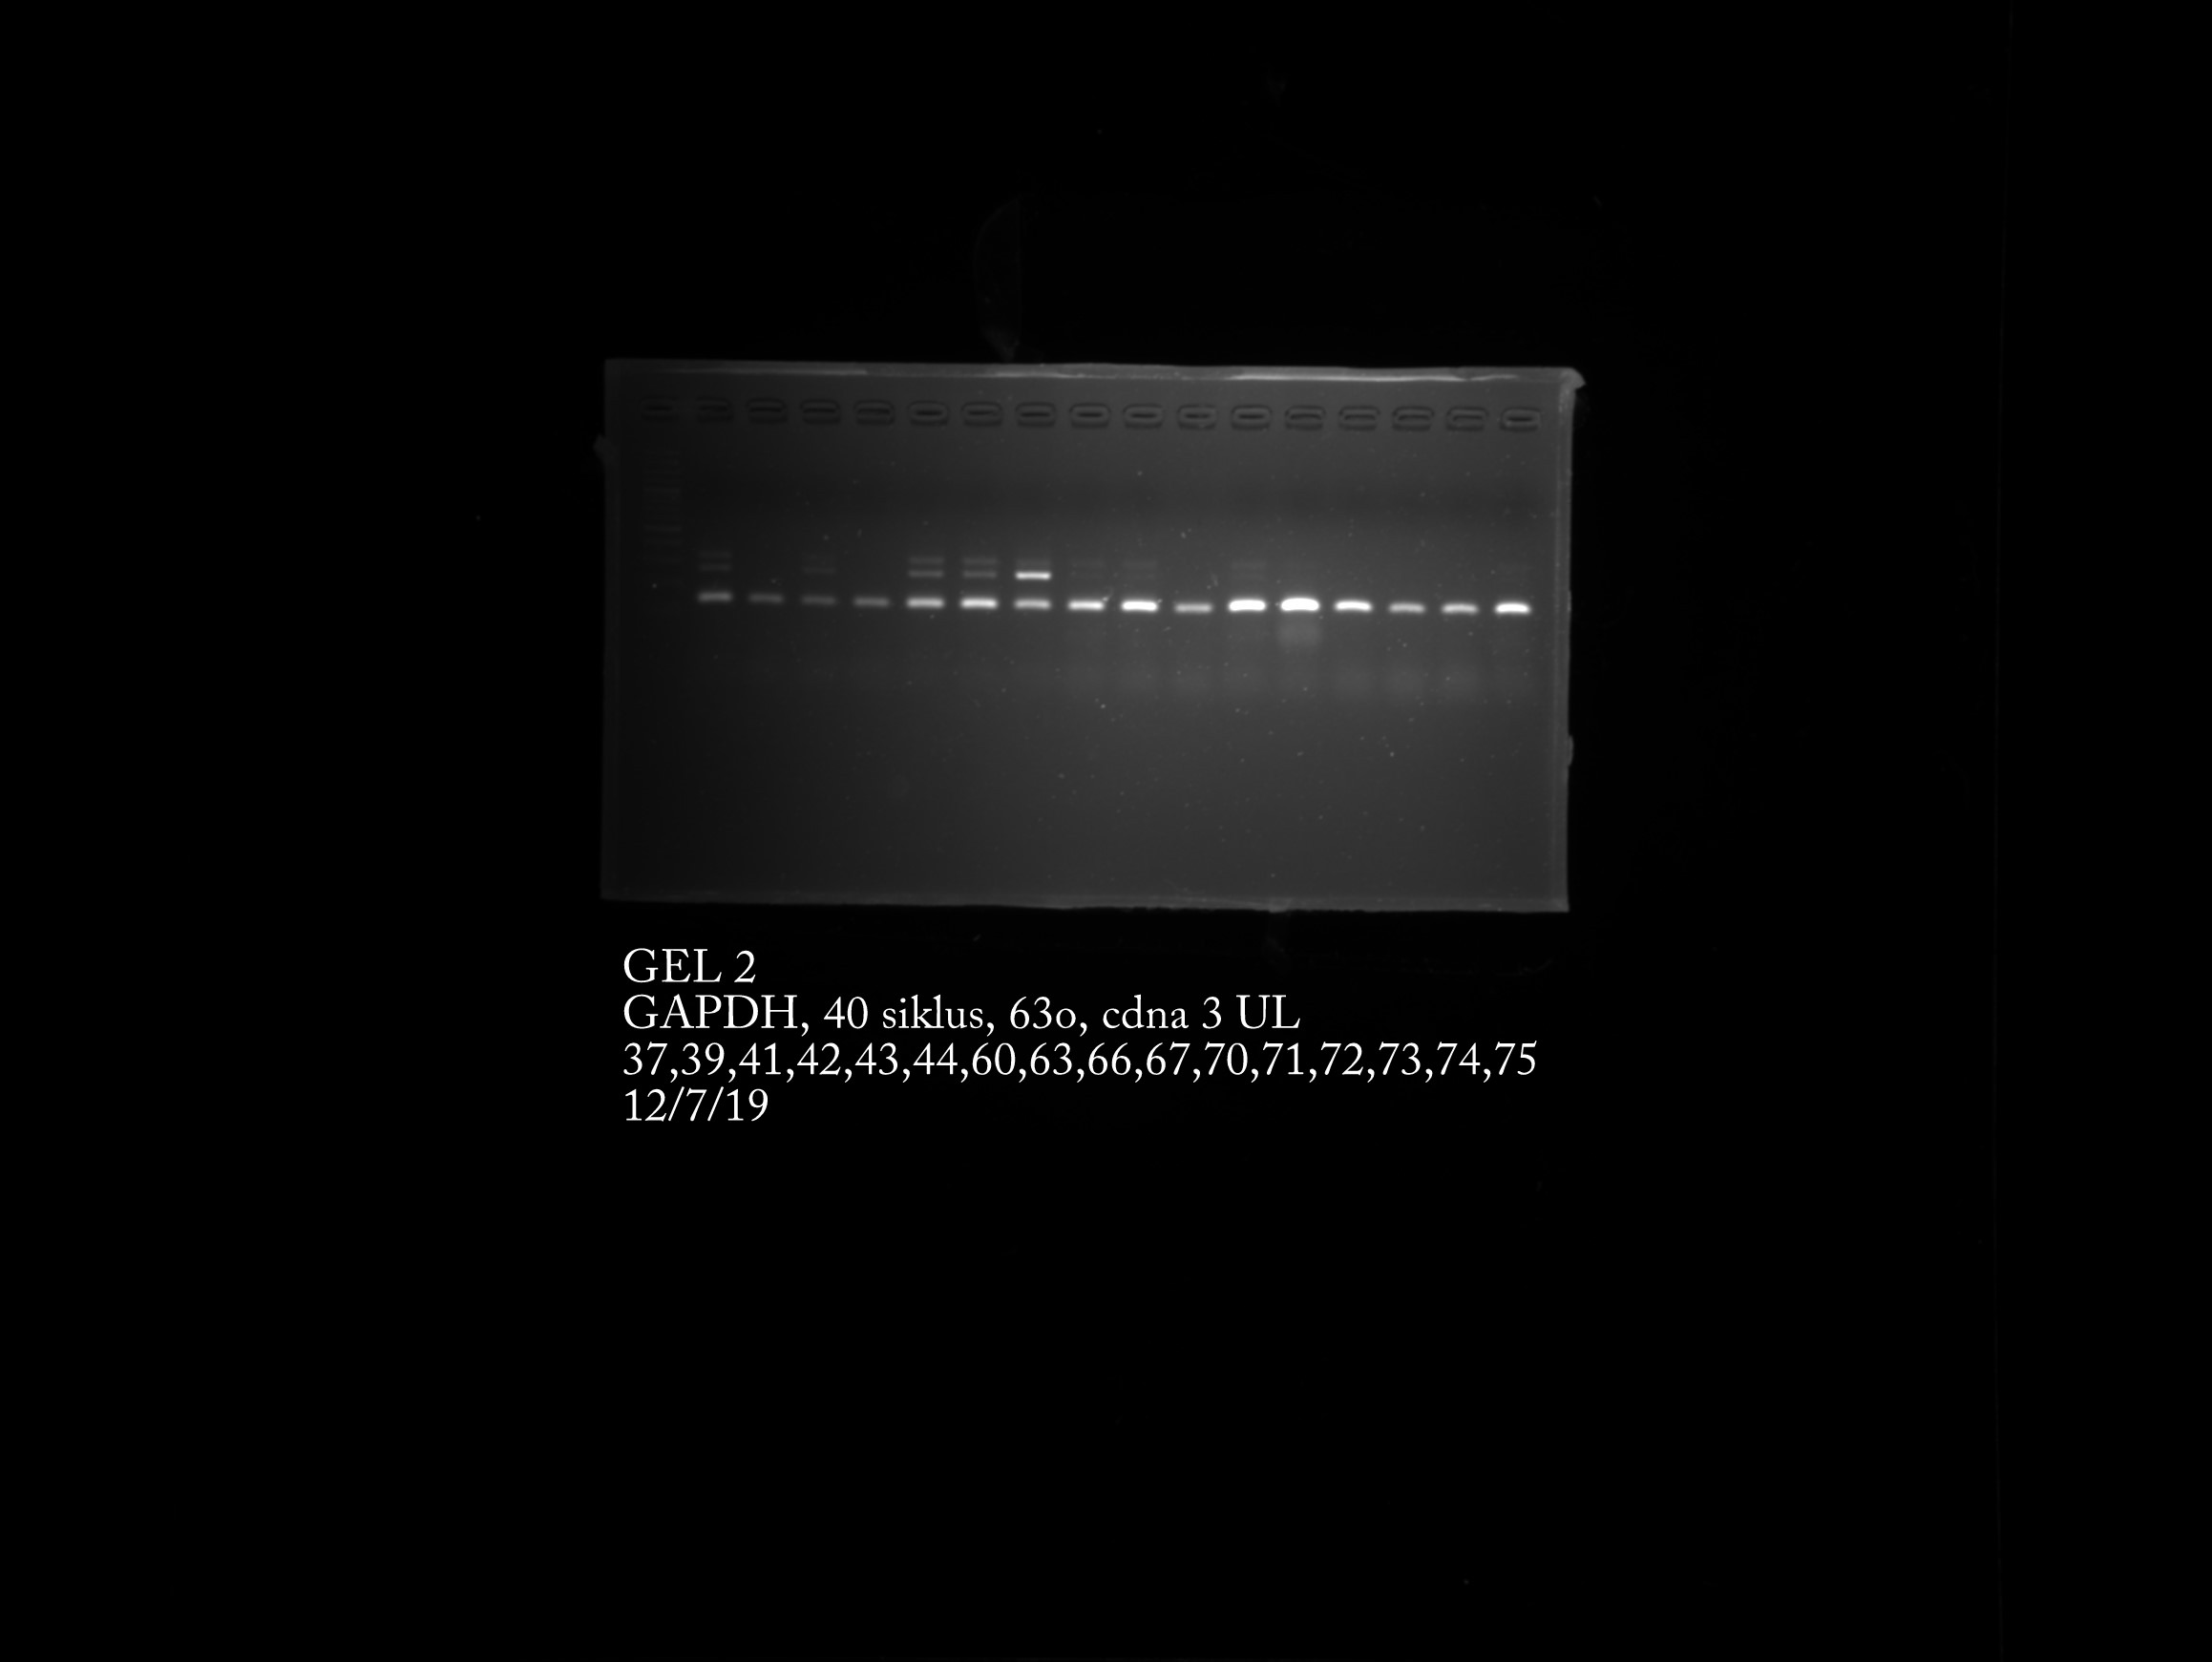 GEL 2
GAPDH, 40 siklus, 63o, cdna 3 UL
37,39,41,42,43,44,60,63,66,67,70,71,72,73,74,75
12/7/19